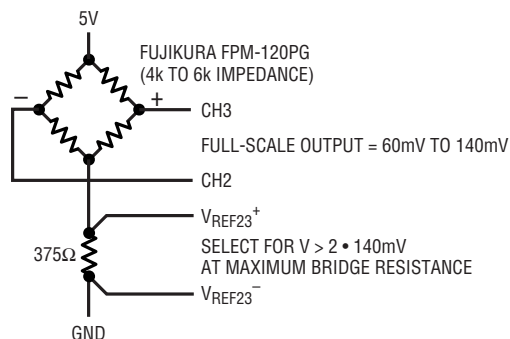 5V
FUJIKURA FPM-120PG
(4k TO 6k IMPEDANCE)
– +
CH3
FULL-SCALE OUTPUT = 60mV TO 140mV
CH2
VREF23+
375Ω
SELECT FOR V > 2 • 140mV
AT MAXIMUM BRIDGE RESISTANCE
VREF23–
GND